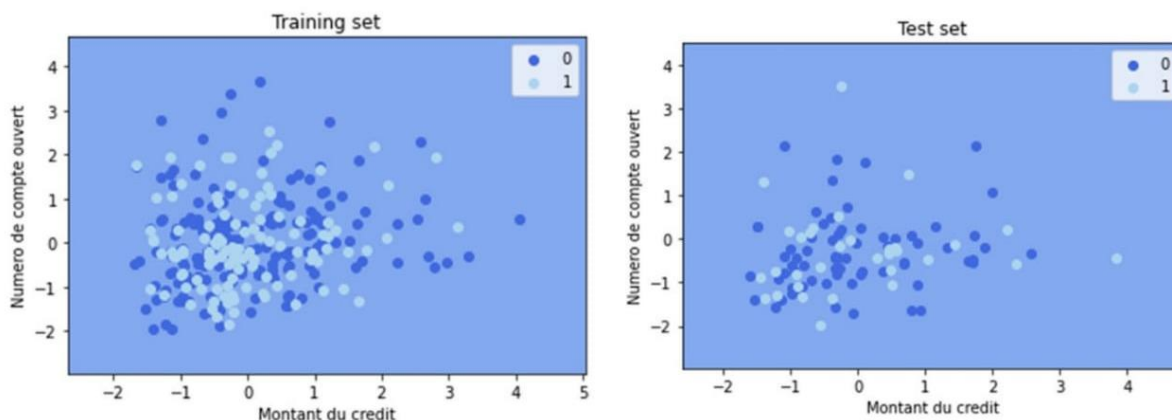 Training set
Numero de compte ouvert
4
3
2
1
0
−1
−2
0
1
−2 −1 0 1 2 3 4 5
Montant du credit
Test set
Numero de compte ouvert
4
3
2
1
0
−1
−2
0
1
−2 −1 0 1 2 3 4
Montant du credit